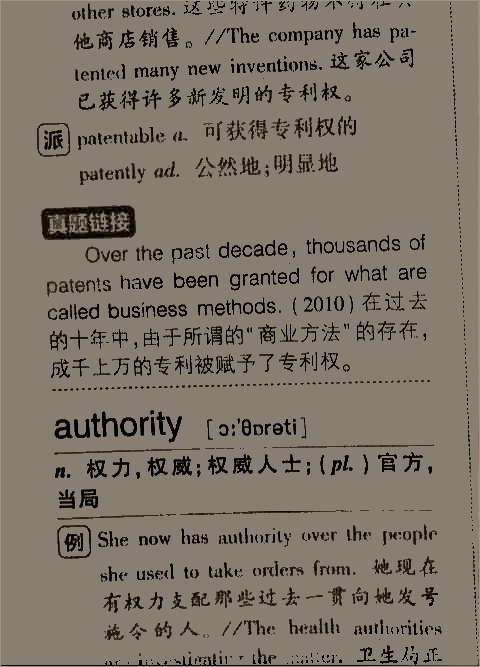 other stores. 这些特许药物不得在其
他商店销售。//The company has pa-
tented many new inventions. 这家公司
已获得许多新发明的专利权。
派 patentable a. 可获得专利权的
patently ad. 公然地;明显地
真题链接
Over the past decade, thousands of
patents have been granted for what are
called business methods. (2010) 在过去
的十年中,由于所谓的“商业方法”的存在,
成千上万的专利被赋予了专利权。
authority [ɔːˈθɒrəti]
n. 权力,权威;权威人士;(pl.) 官方,
当局
例 She now has authority over the people
she used to take orders from. 她现在
有权力支配那些过去一贯向她发号
施令的人。//The health authorities
are investigating the matter. 卫生局正